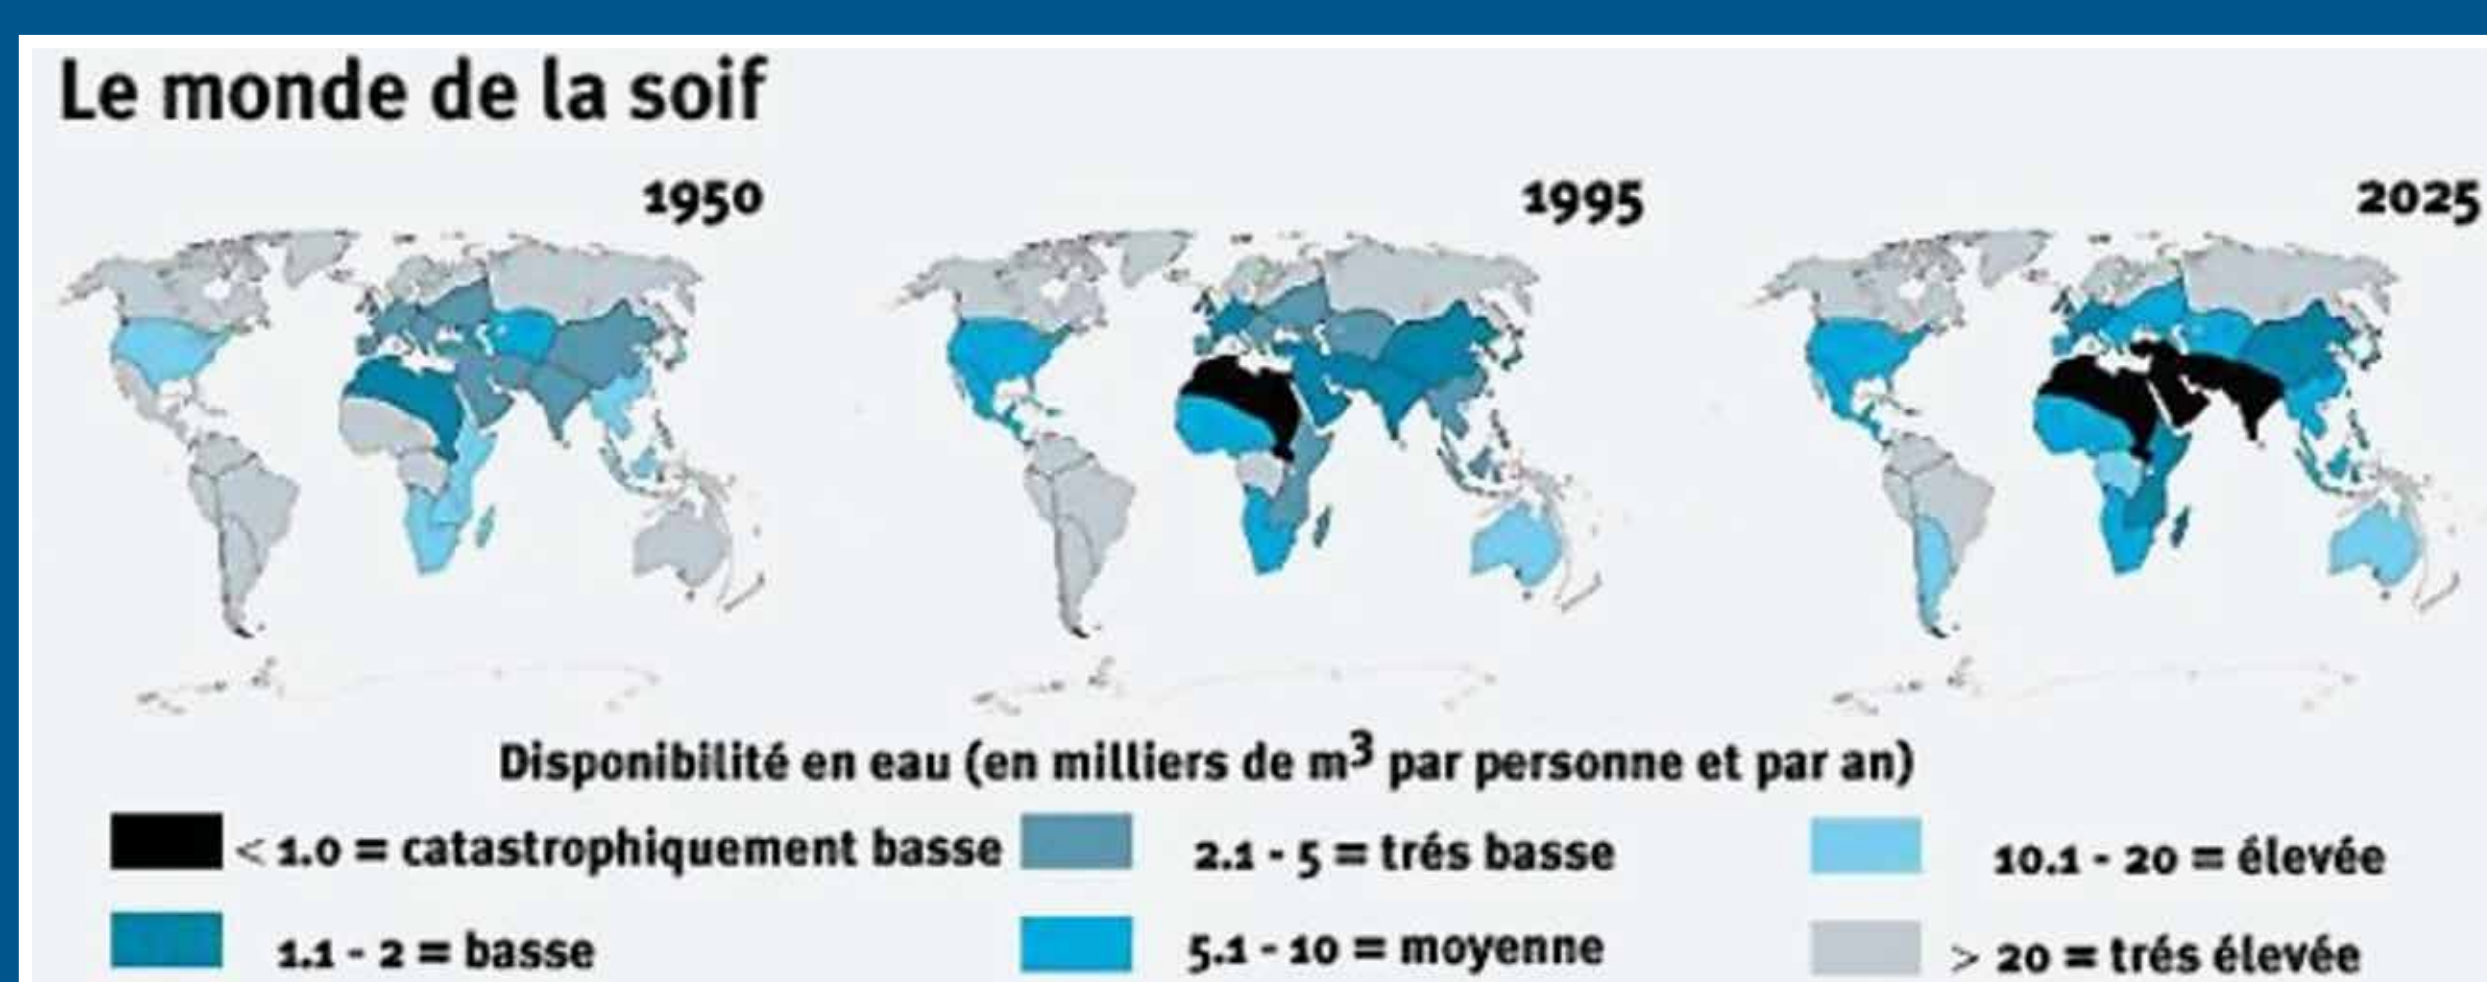 Le monde de la soif
1950
1995
2025
Disponibilité en eau (en milliers de m³ par personne et par an)
< 1.0 = catastrophiquement basse
2.1 - 5 = trés basse
10.1 - 20 = élevée
1.1 - 2 = basse
5.1 - 10 = moyenne
> 20 = trés élevée